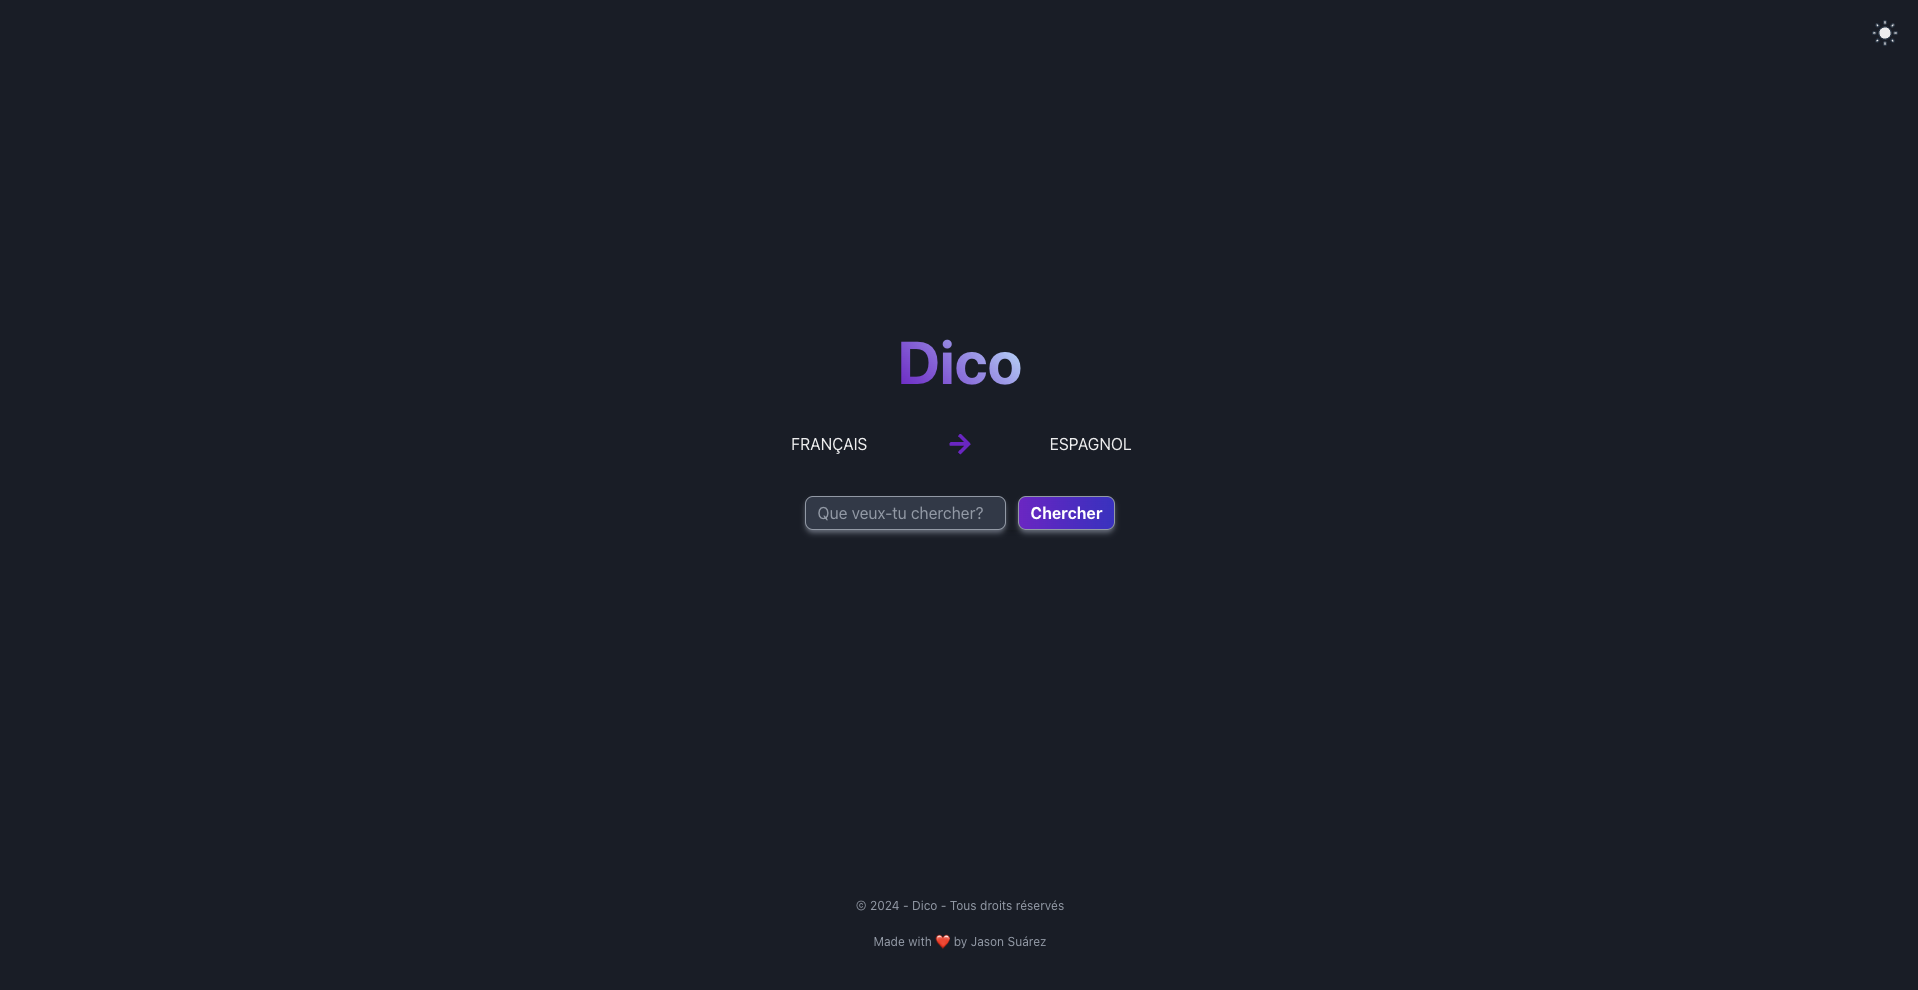 Dico
FRANÇAIS ESPAGNOL
Que veux-tu chercher? Chercher
© 2024 - Dico - Tous droits réservés
Made with ❤️ by Jason Suárez